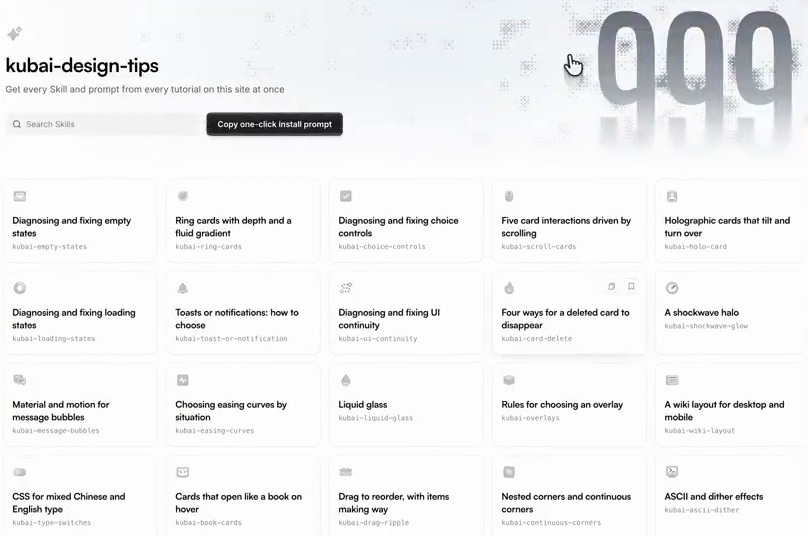 999
kubai-design-tips
Get every Skill and prompt from every tutorial on this site at once
Search Skills
Copy one-click install prompt
Diagnosing and fixing empty
states
kubai-empty-states
Ring cards with depth and a
fluid gradient
kubai-ring-cards
Diagnosing and fixing choice
controls
kubai-choice-controls
Five card interactions driven by
scrolling
kubai-scroll-cards
Holographic cards that tilt and
turn over
kubai-holo-card
Diagnosing and fixing loading
states
kubai-loading-states
Toasts or notifications: how to
choose
kubai-toast-or-notification
Diagnosing and fixing UI
continuity
kubai-ui-continuity
Four ways for a deleted card to
disappear
kubai-card-delete
A shockwave halo
kubai-shockwave-glow
Material and motion for
message bubbles
kubai-message-bubbles
Choosing easing curves by
situation
kubai-easing-curves
Liquid glass
kubai-liquid-glass
Rules for choosing an overlay
kubai-overlays
A wiki layout for desktop and
mobile
kubai-wiki-layout
CSS for mixed Chinese and
English type
kubai-type-switches
Cards that open like a book on
hover
kubai-book-cards
Drag to reorder, with items
making way
kubai-drag-ripple
Nested corners and continuous
corners
kubai-continuous-corners
ASCII and dither effects
kubai-ascii-dither